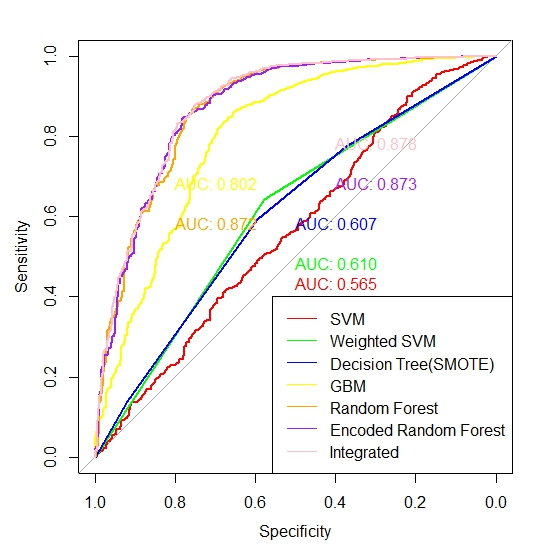 1.0
0.8
0.6
0.4
0.2
0.0
Sensitivity
AUC: 0.878
AUC: 0.802
AUC: 0.873
AUC: 0.607
AUC: 0.610
AUC: 0.565
SVM
Weighted SVM
Decision Tree(SMOTE)
GBM
Random Forest
Encoded Random Forest
Integrated
1.0 0.8 0.6 0.4 0.2 0.0
Specificity